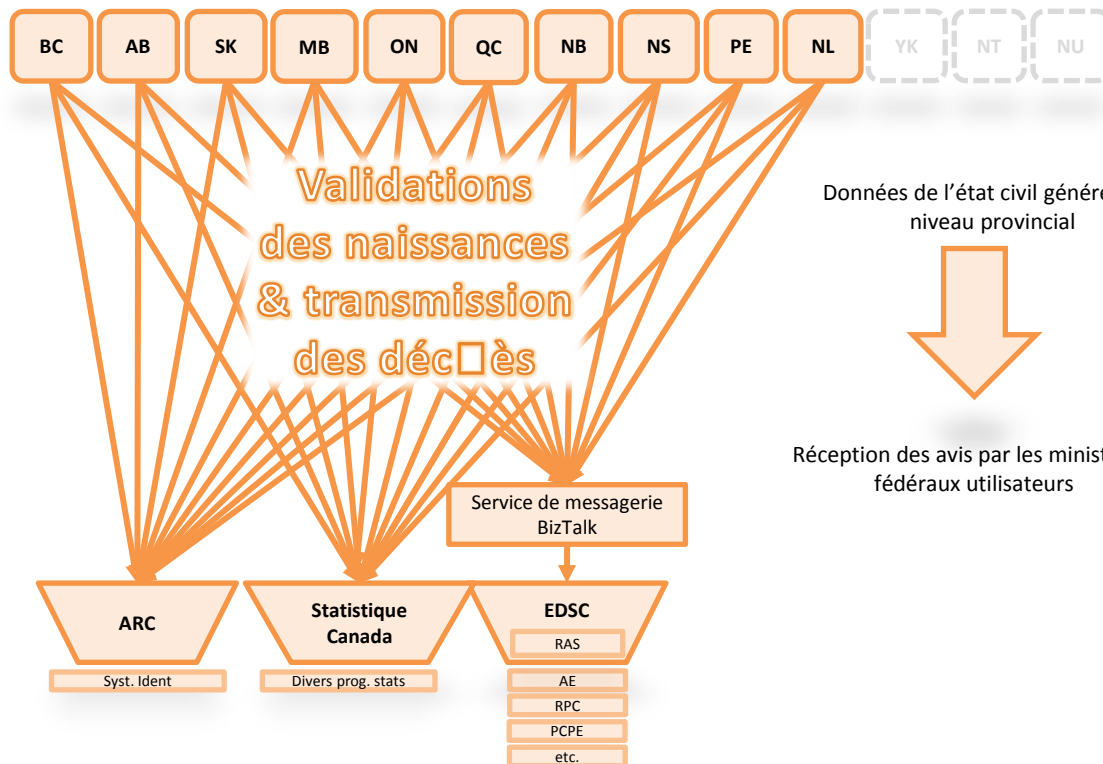 BC AB SK MB ON QC NB NS PE NL YK NT NU
Validations
des naissances
& transmission
des déc□ès
Données de l’état civil génére
niveau provincial
Réception des avis par les minist
fédéraux utilisateurs
Service de messagerie
BizTalk
ARC
Syst. Ident
Statistique
Canada
Divers prog. stats
EDSC
RAS
AE
RPC
PCPE
etc.